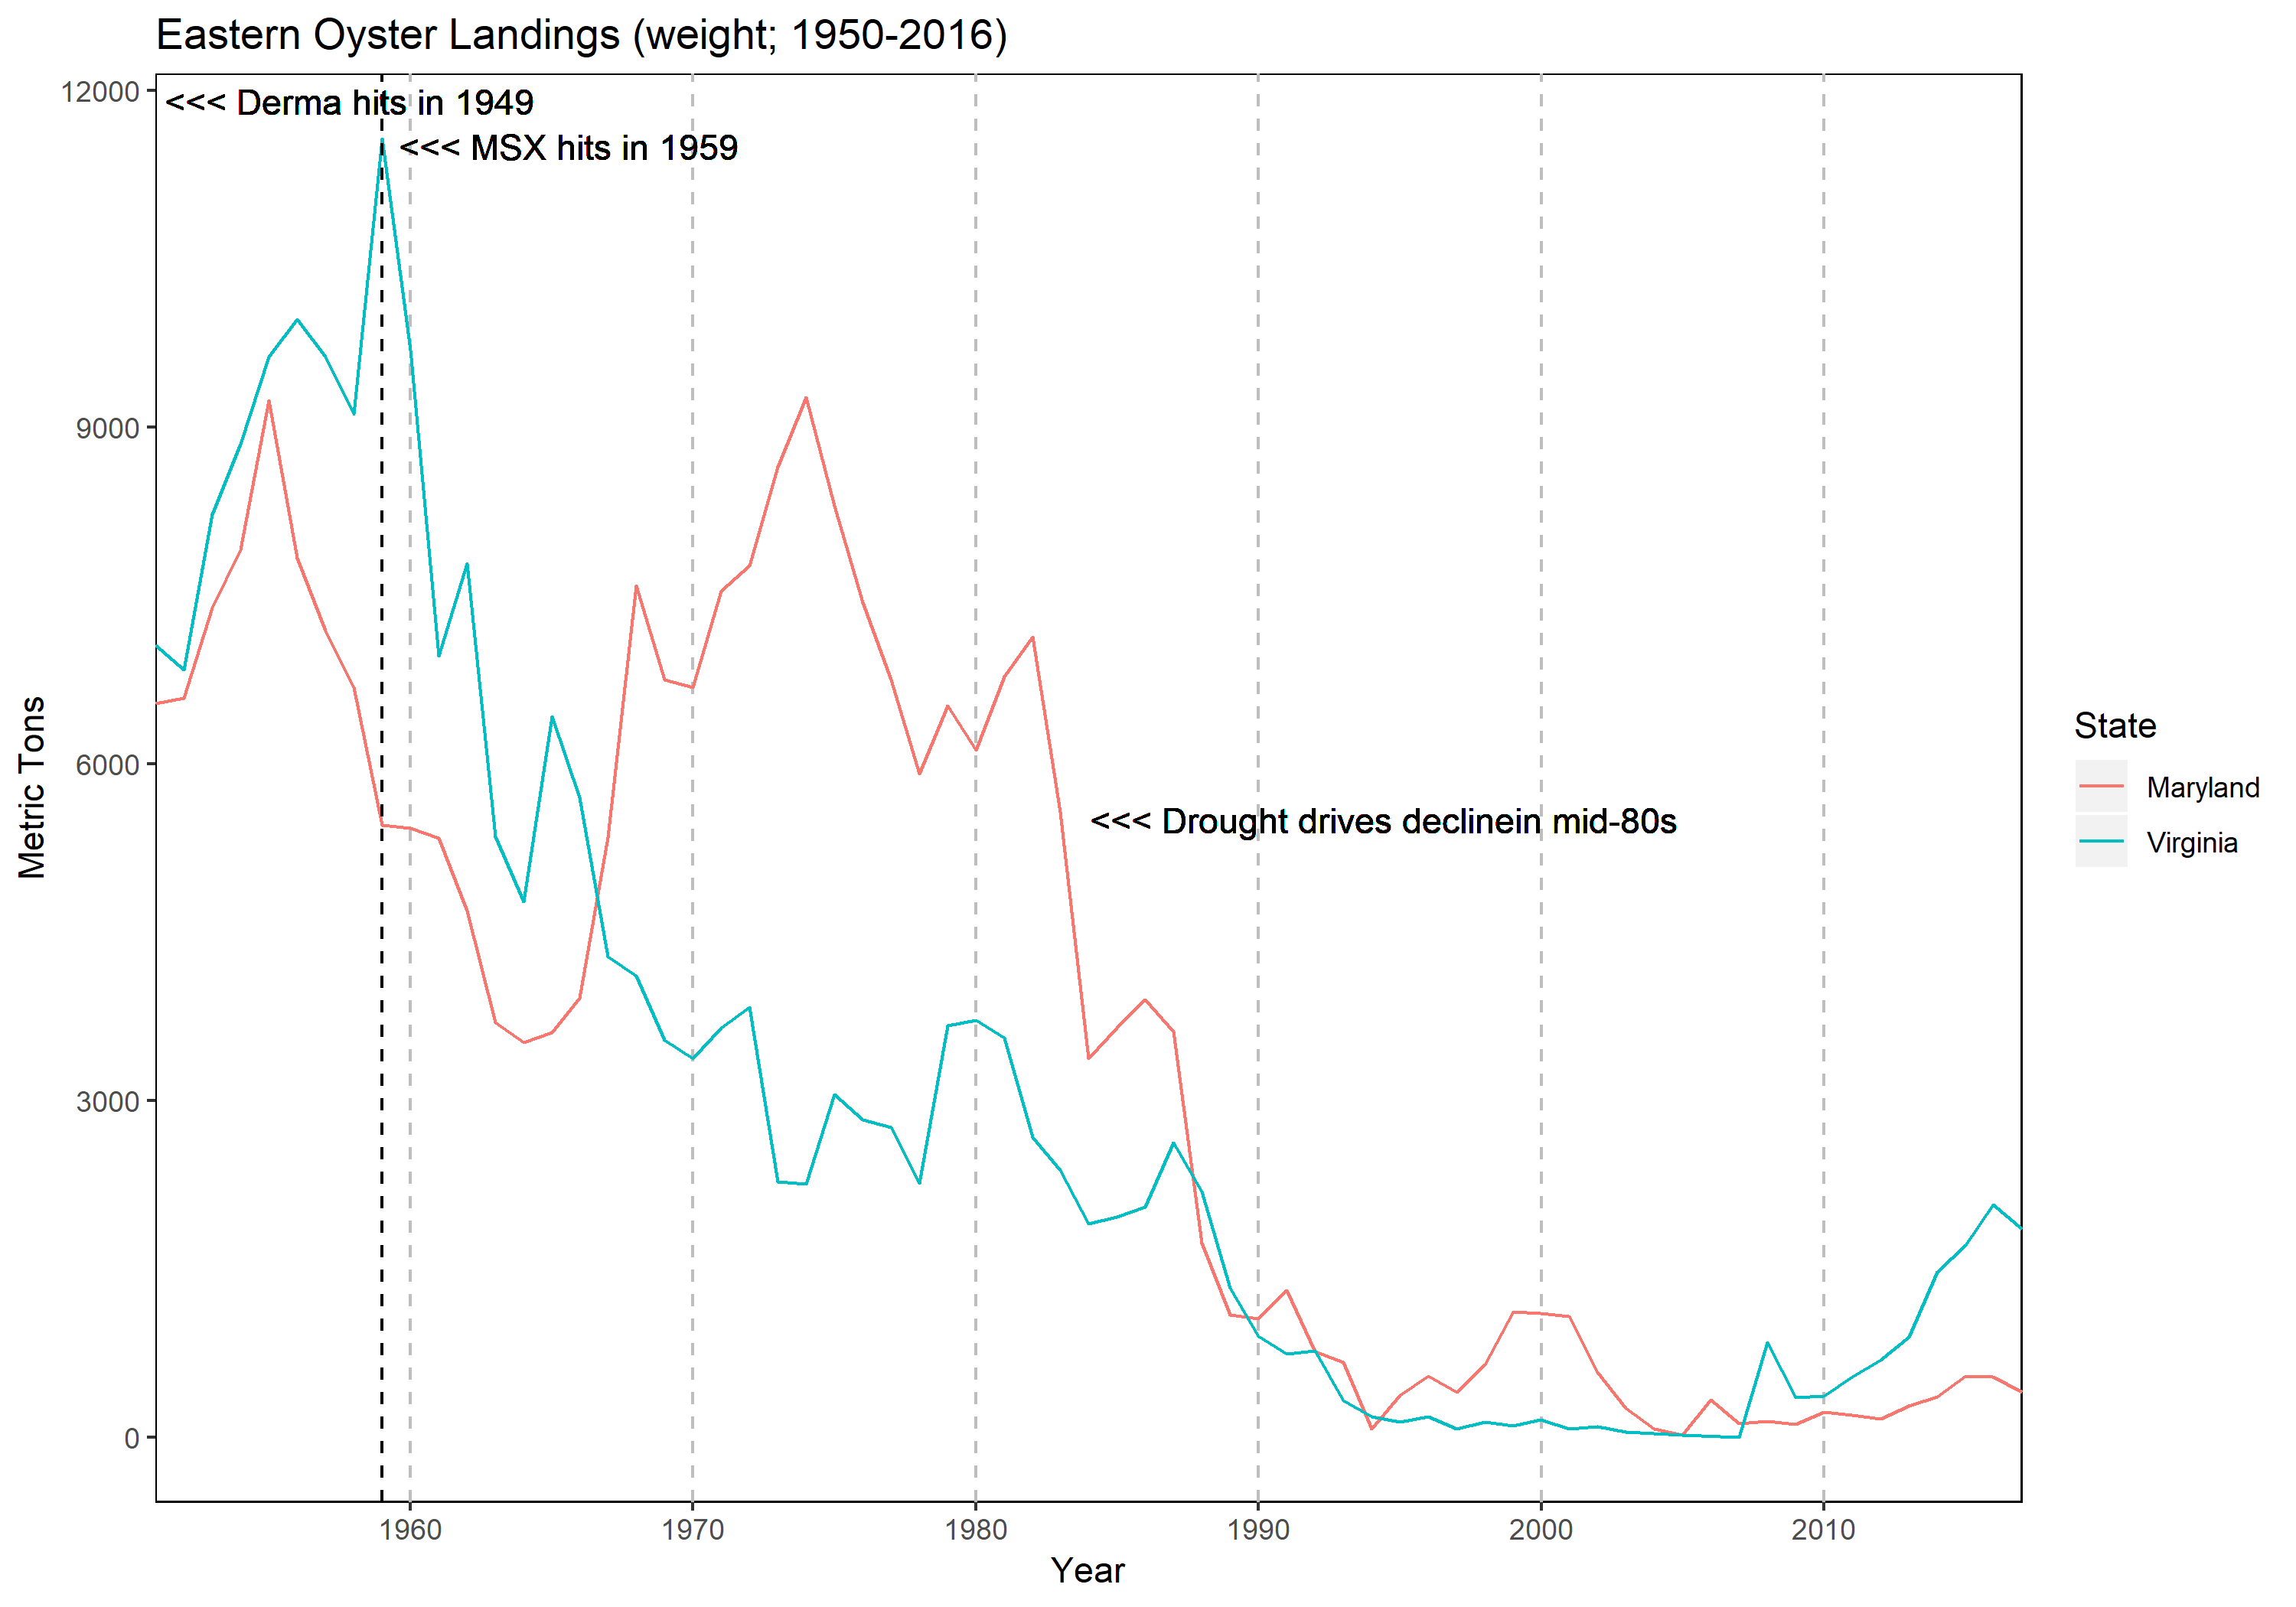 Eastern Oyster Landings (weight; 1950-2016)
12000
<<< Derma hits in 1949
<<< MSX hits in 1959
9000
6000
3000
0
Metric Tons
<<< Drought drives declinein mid-80s
State
Maryland
Virginia
1960 1970 1980 1990 2000 2010
Year